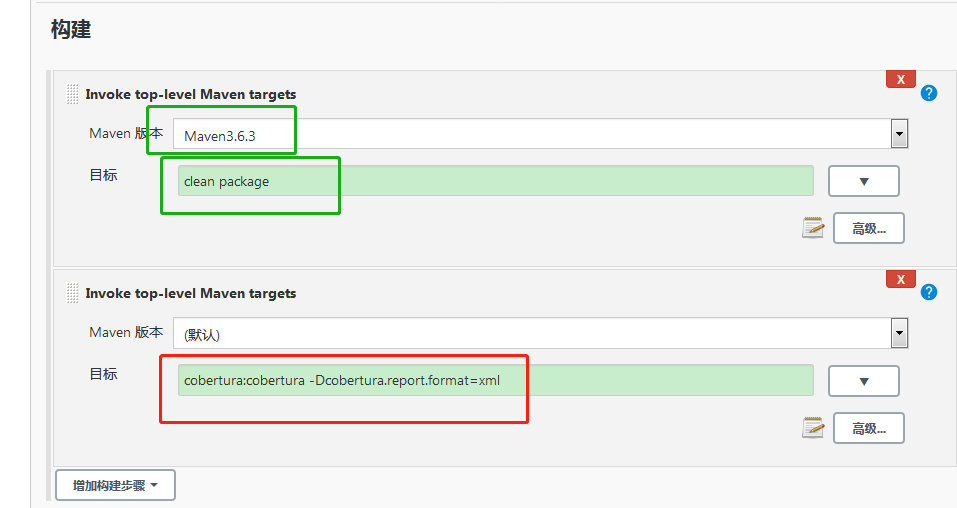 构建
X
Invoke top-level Maven targets
?
Maven 版本
Maven3.6.3
目标
clean package
高级...
X
Invoke top-level Maven targets
?
Maven 版本
(默认)
目标
cobertura:cobertura -Dcobertura.report.format=xml
高级...
增加构建步骤